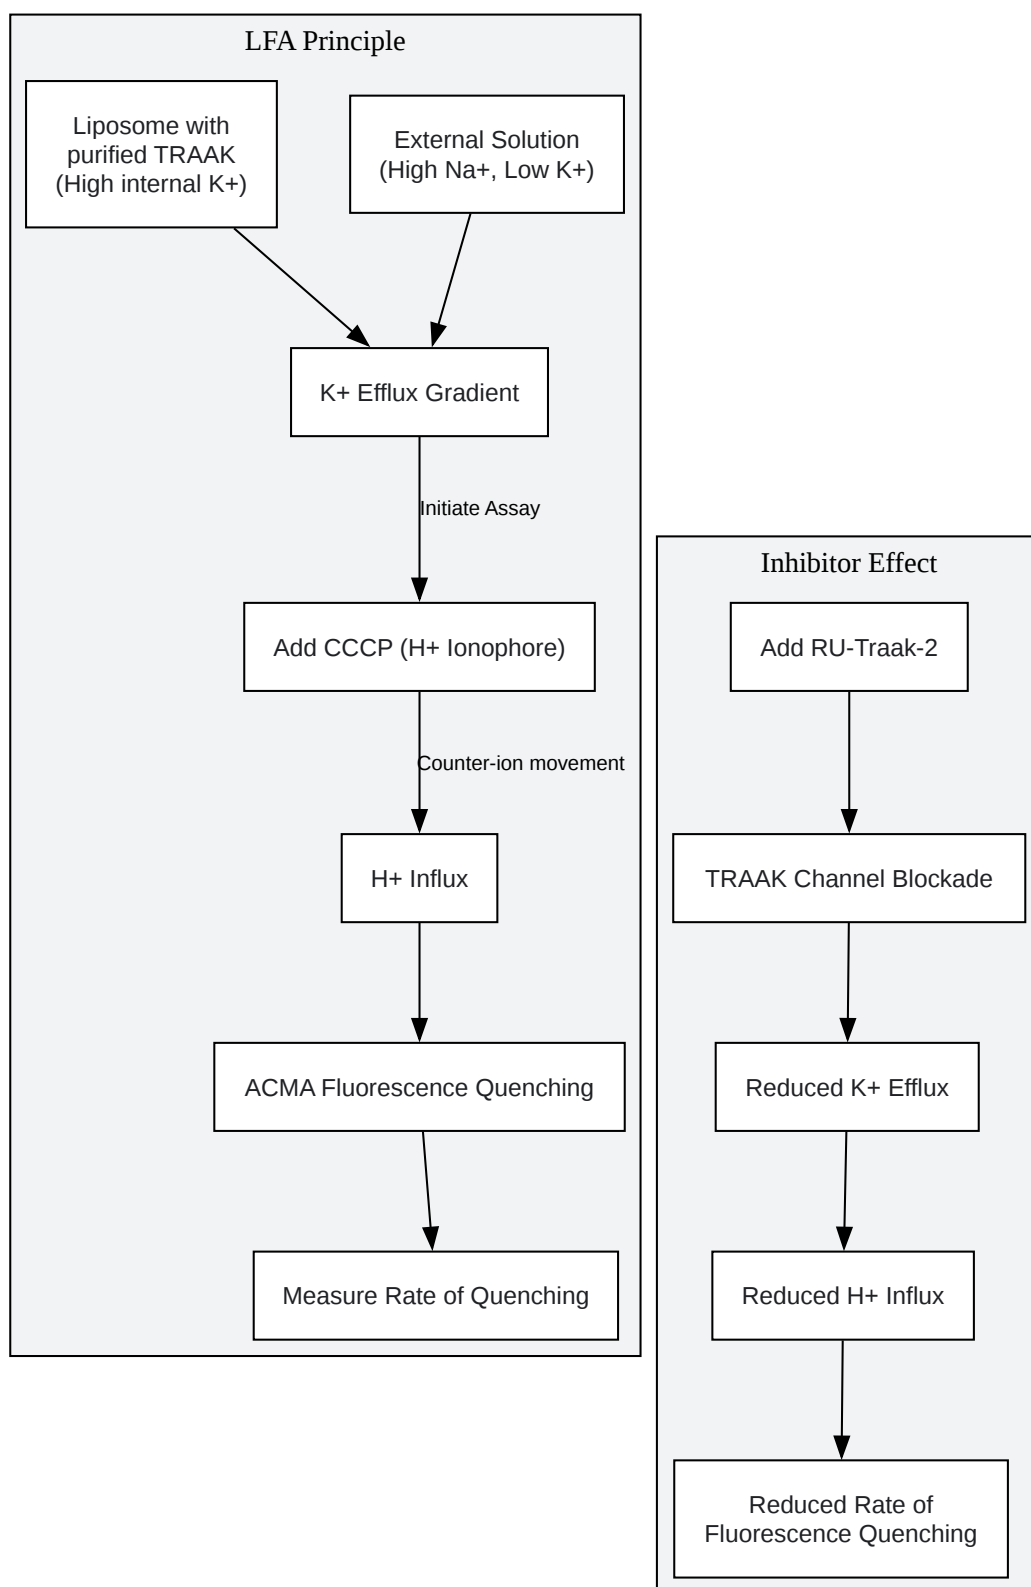 LFA Principle
Liposome with
purified TRAAK
(High internal K+)
External Solution
(High Na+, Low K+)
K+ Efflux Gradient
Initiate Assay
Add CCCP (H+ Ionophore)
Counter-ion movement
H+ Influx
ACMA Fluorescence Quenching
Measure Rate of Quenching
Inhibitor Effect
Add RU-Traak-2
TRAAK Channel Blockade
Reduced K+ Efflux
Reduced H+ Influx
Reduced Rate of
Fluorescence Quenching